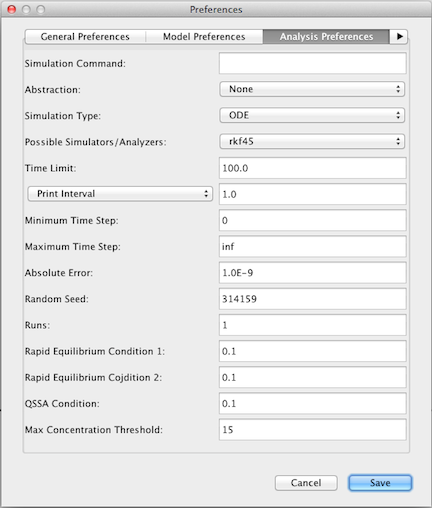 Preferences
General Preferences Model Preferences Analysis Preferences
Simulation Command:
Abstraction: None
Simulation Type: ODE
Possible Simulators/Analyzers: rkf45
Time Limit: 100.0
Print Interval 1.0
Minimum Time Step: 0
Maximum Time Step: inf
Absolute Error: 1.0E-9
Random Seed: 314159
Runs: 1
Rapid Equilibrium Condition 1: 0.1
Rapid Equilibrium Cojdition 2: 0.1
QSSA Condition: 0.1
Max Concentration Threshold: 15
Cancel Save